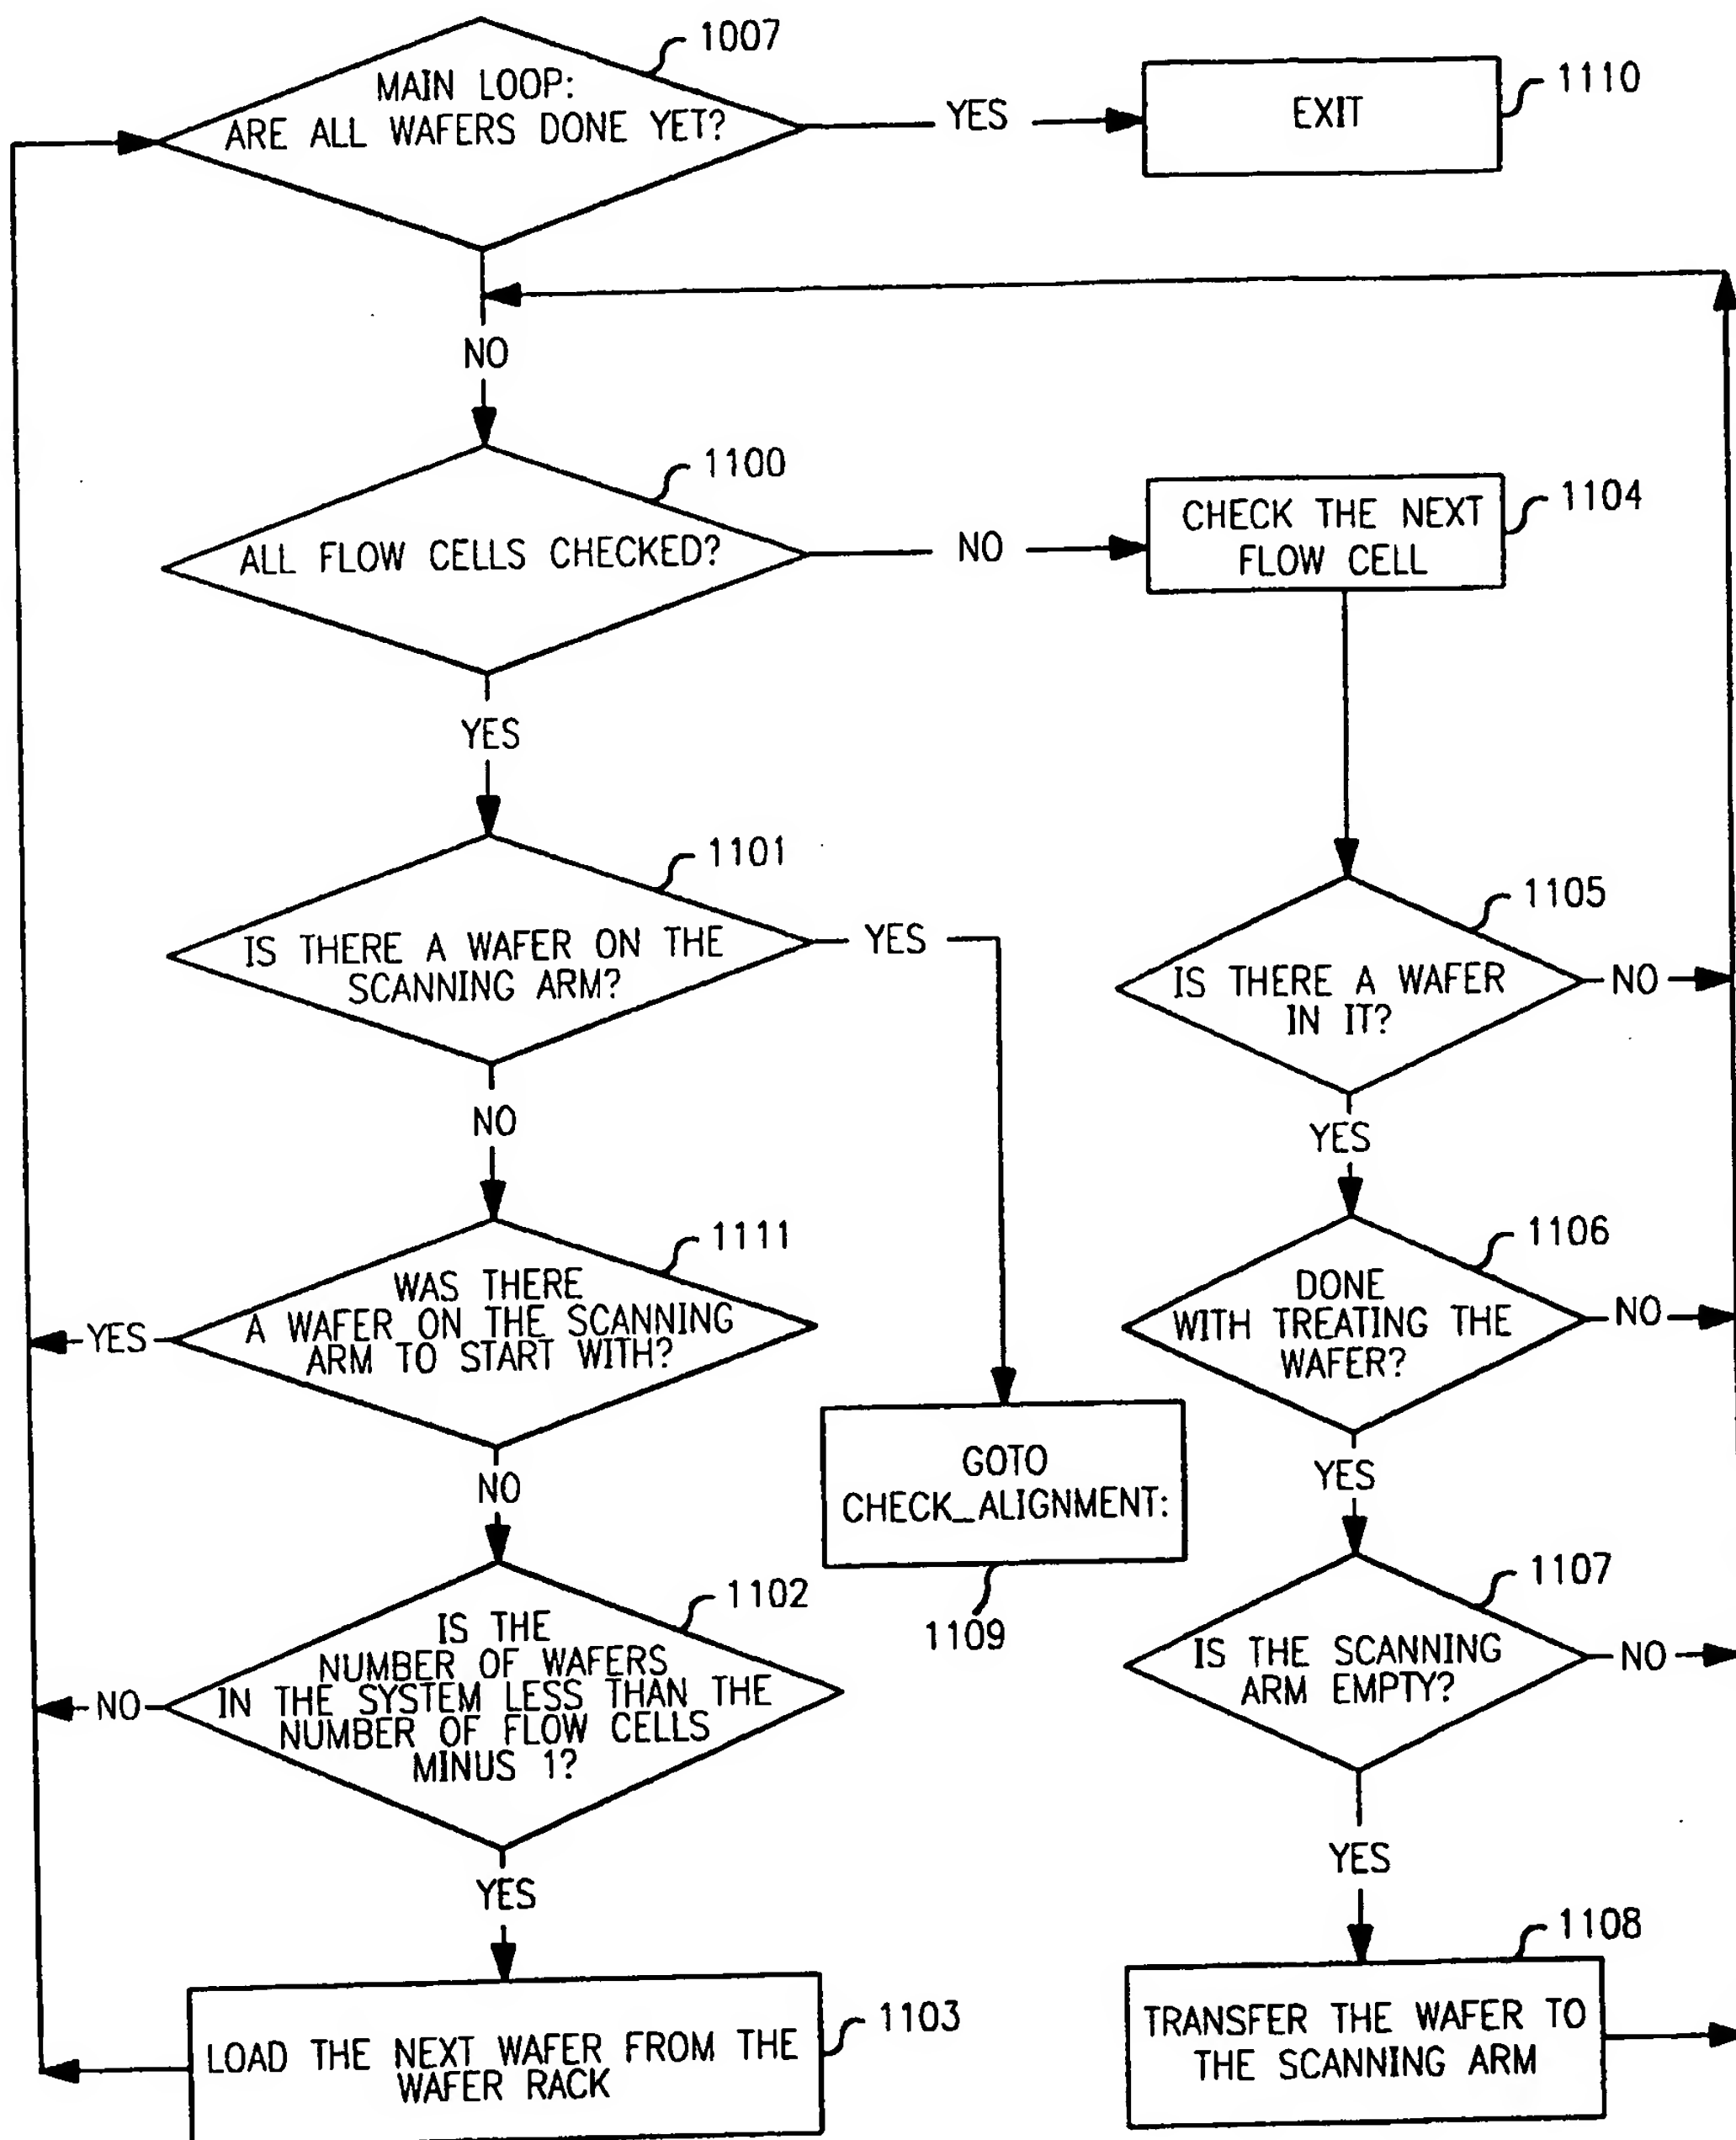 1007
MAIN LOOP:
ARE ALL WAFERS DONE YET?
YES
EXIT
1110
NO
1100
ALL FLOW CELLS CHECKED?
NO
CHECK THE NEXT
FLOW CELL
1104
YES
1101
IS THERE A WAFER ON THE
SCANNING ARM?
YES
1105
IS THERE A WAFER
IN IT?
NO
NO
YES
1111
WAS THERE
A WAFER ON THE SCANNING
ARM TO START WITH?
YES
1106
DONE
WITH TREATING THE
WAFER?
NO
GOTO
CHECK_ALIGNMENT:
1109
NO
YES
1102
IS THE
NUMBER OF WAFERS
IN THE SYSTEM LESS THAN THE
NUMBER OF FLOW CELLS
MINUS 1?
NO
1107
IS THE SCANNING
ARM EMPTY?
NO
YES
YES
LOAD THE NEXT WAFER FROM THE
WAFER RACK
1103
1108
TRANSFER THE WAFER TO
THE SCANNING ARM